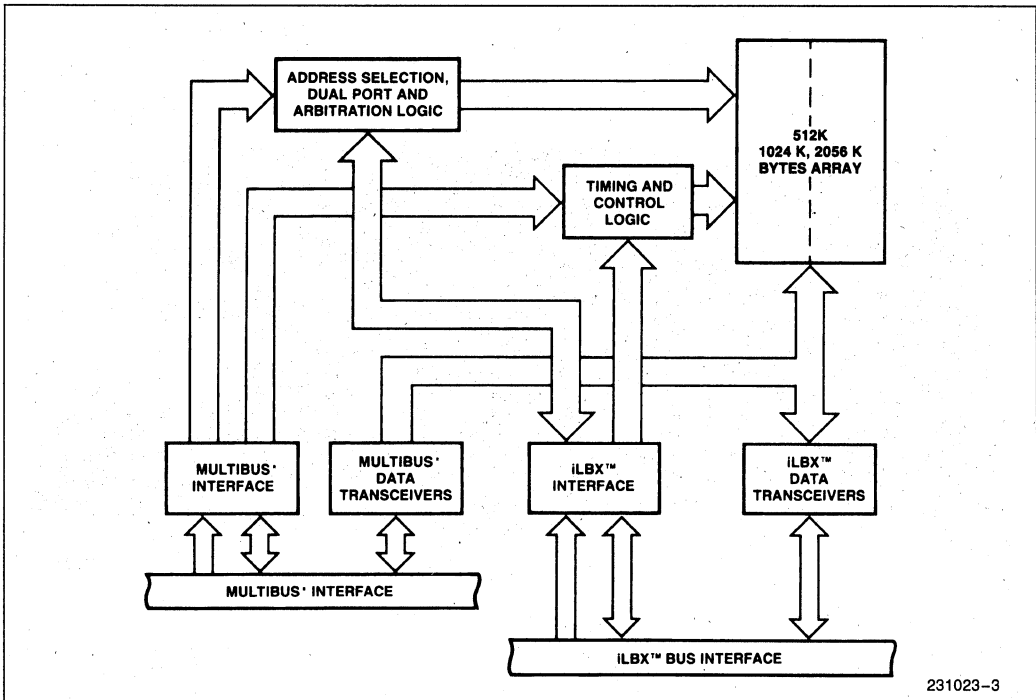 ADDRESS SELECTION,
DUAL PORT AND
ARBITRATION LOGIC
512K
1024 K, 2056 K
BYTES ARRAY
TIMING AND
CONTROL
LOGIC
MULTIBUS*
INTERFACE
MULTIBUS*
DATA
TRANSCEIVERS
iLBX™
INTERFACE
iLBX™
DATA
TRANSCEIVERS
MULTIBUS* INTERFACE
iLBX™ BUS INTERFACE
231023–3